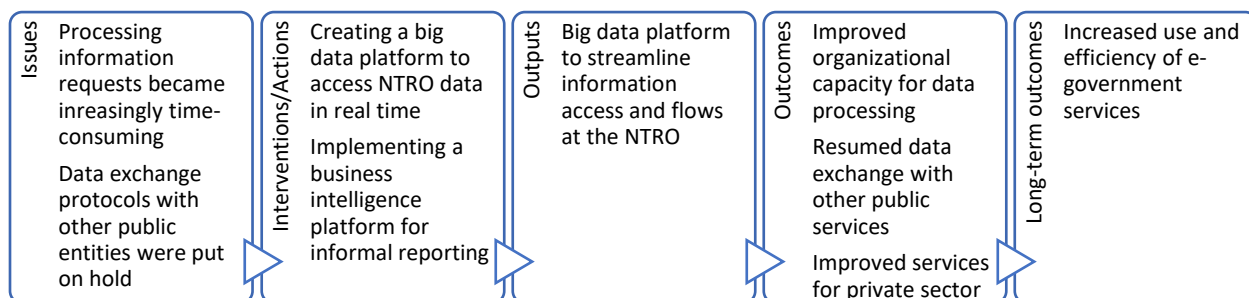 Issues
Processing
information
requests became
inreasingly time-
consuming
Data exchange
protocols with
other public
entities were put
on hold
Interventions/Actions
Creating a big
data platform to
access NTRO data
in real time
Implementing a
business
intelligence
platform for
informal reporting
Outputs
Big data platform
to streamline
information
access and flows
at the NTRO
Outcomes
Improved
organizational
capacity for data
processing
Resumed data
exchange with
other public
services
Improved services
for private sector
Long-term outcomes
Increased use and
efficiency of e-
government
services